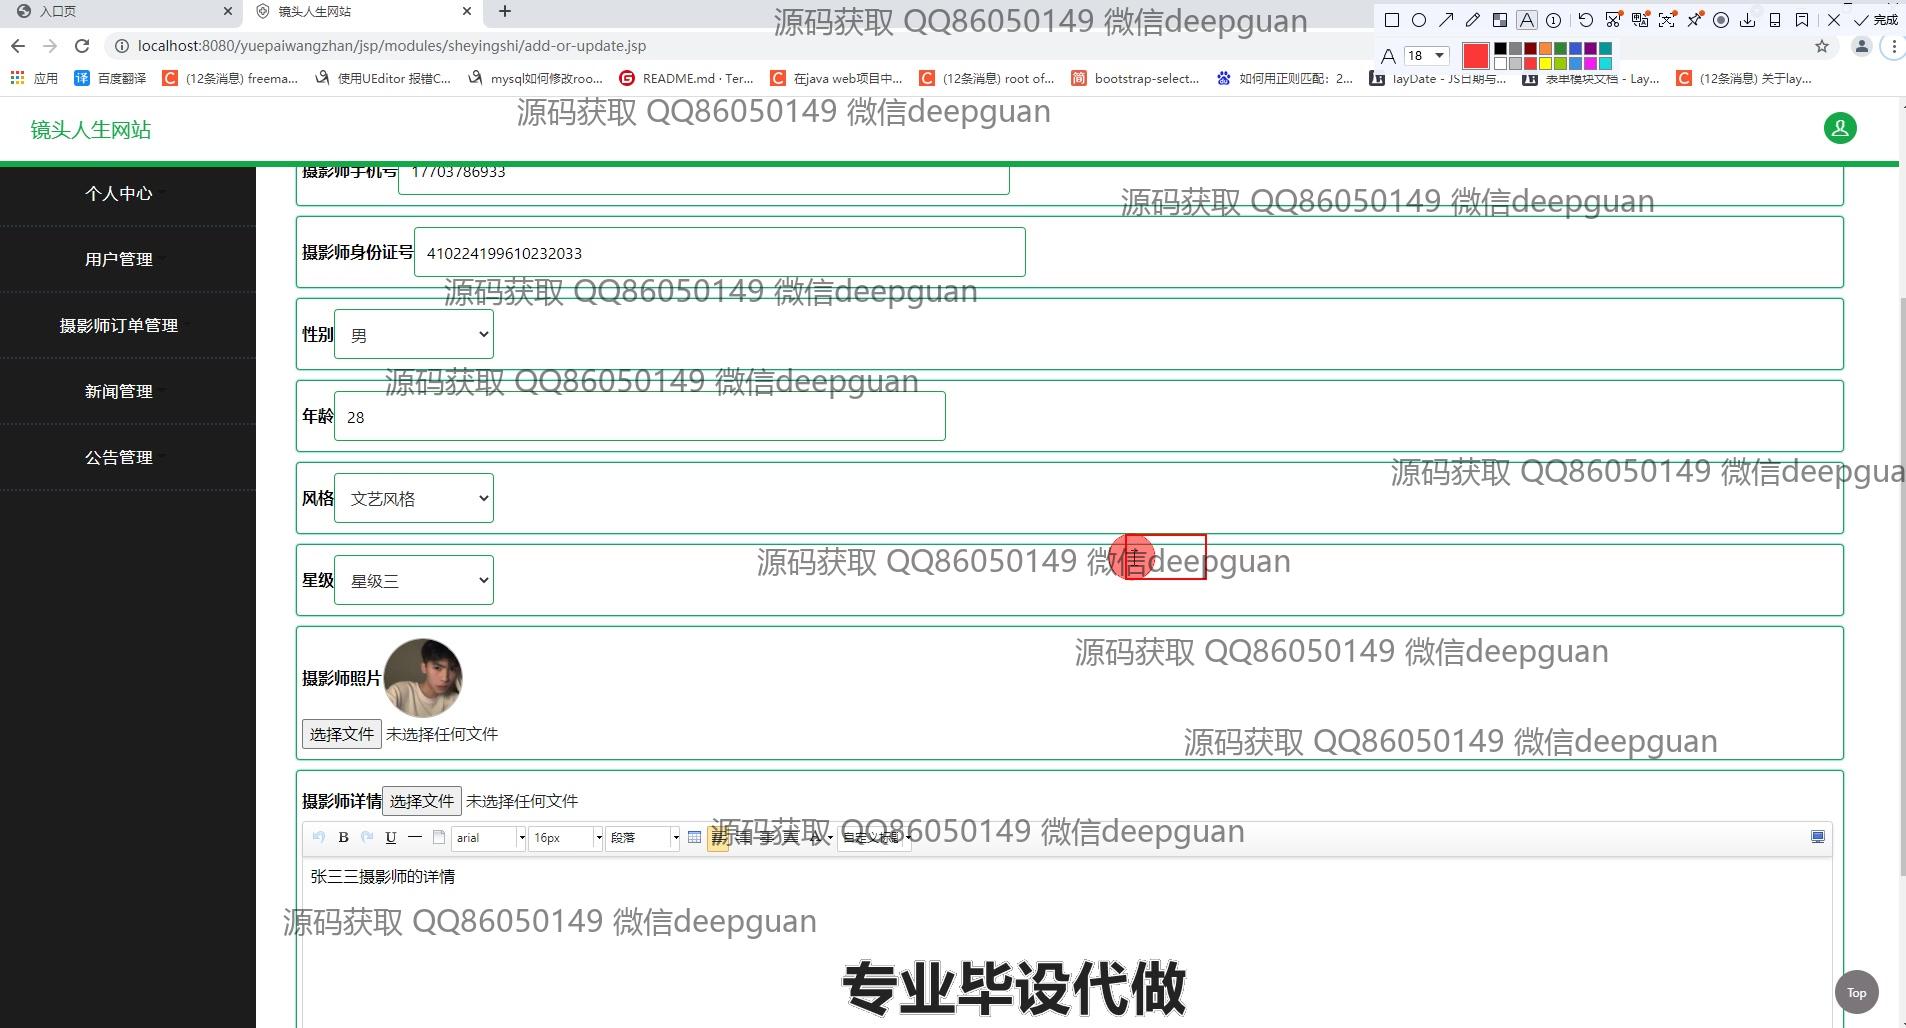 入口页
镜头人生网站
源码获取 QQ86050149 微信deepguan
完成
localhost:8080/yuepaiwangzhan/jsp/modules/sheyingshi/add-or-update.jsp
18
应用
百度翻译
(12条消息) freema...
使用UEditor 报错C...
mysql如何修改roo...
README.md · Ter...
在java web项目中...
(12条消息) root of...
bootstrap-select...
如何用正则匹配：2...
layDate - JS日期与...
表单模块文档 - Lay...
(12条消息) 关于lay...
源码获取 QQ86050149 微信deepguan
镜头人生网站
个人中心
用户管理
摄影师订单管理
新闻管理
公告管理
摄影师手机号 17703786933
源码获取 QQ86050149 微信deepguan
摄影师身份证号 410224199610232033
源码获取 QQ86050149 微信deepguan
性别 男
源码获取 QQ86050149 微信deepguan
年龄 28
源码获取 QQ86050149 微信deepgua
风格 文艺风格
源码获取 QQ86050149 微信deepguan
星级 星级三
源码获取 QQ86050149 微信deepguan
摄影师照片
选择文件 未选择任何文件
源码获取 QQ86050149 微信deepguan
摄影师详情 选择文件 未选择任何文件
B U arial 16px 段落 自定义标题
源码获取 QQ86050149 微信deepguan
张三三摄影师的详情
源码获取 QQ86050149 微信deepguan
专业毕设代做
Top